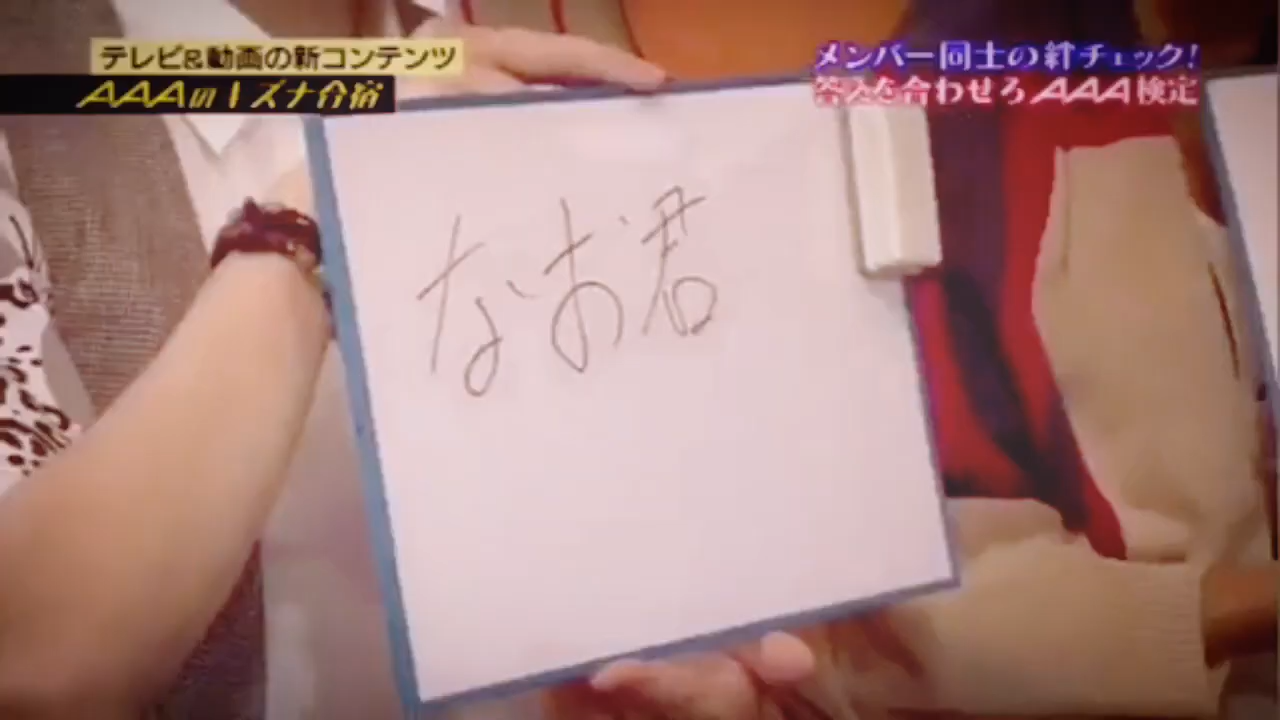 テレビ&動画の新コンテンツ
AAAのキズナ合宿
メンバー同士の絆チェック!
答えを合わせろAAA検定
なお君